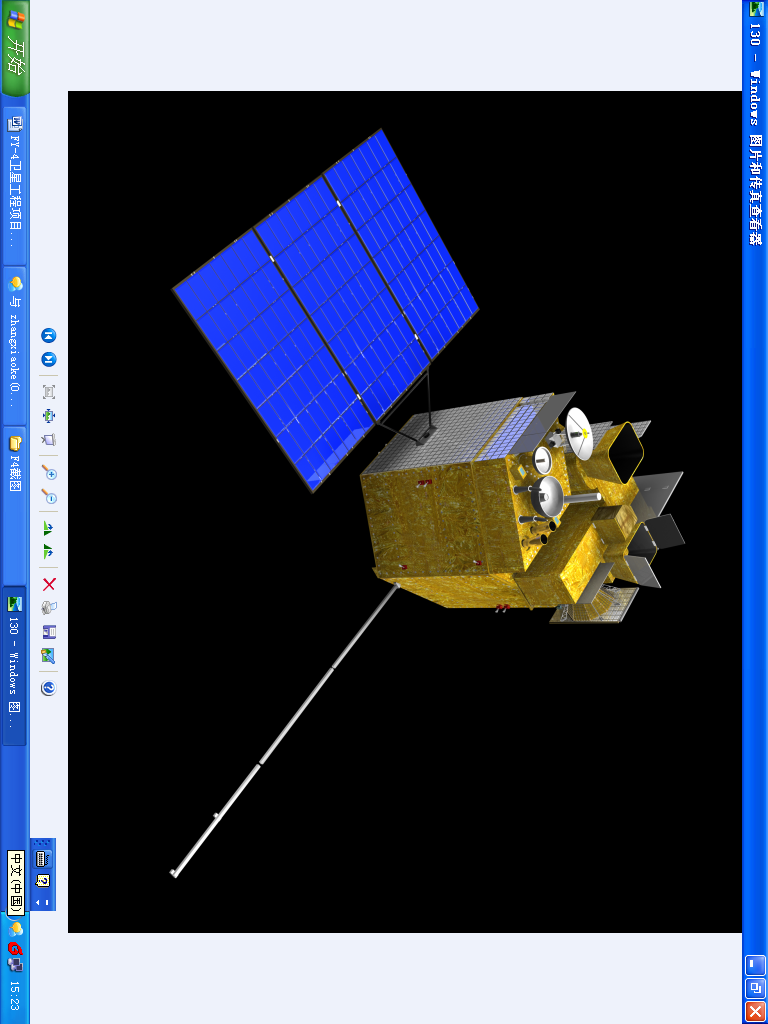 130 - Windows 图片和传真查看器
开始
FY-4卫星工程项目...
与 zhangxiaoke(0...
F4截图
130 - Windows 图...
中文(中国)
15:23